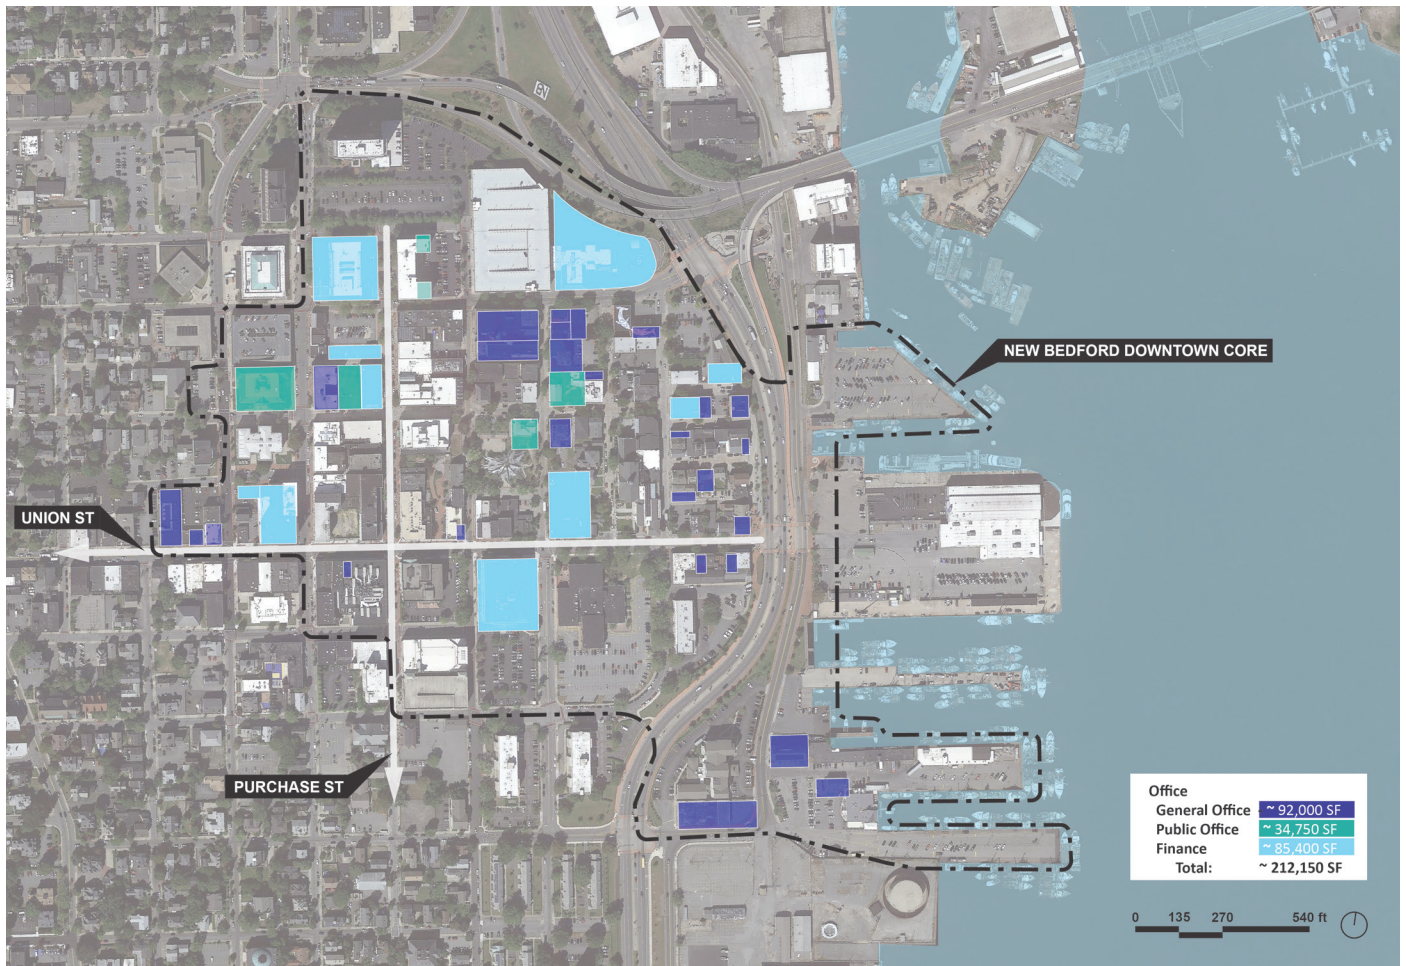 NEW BEDFORD DOWNTOWN CORE
UNION ST
PURCHASE ST
Office
General Office ~ 92,000 SF
Public Office ~ 34,750 SF
Finance ~ 85,400 SF
Total: ~ 212,150 SF
0 135 270 540 ft